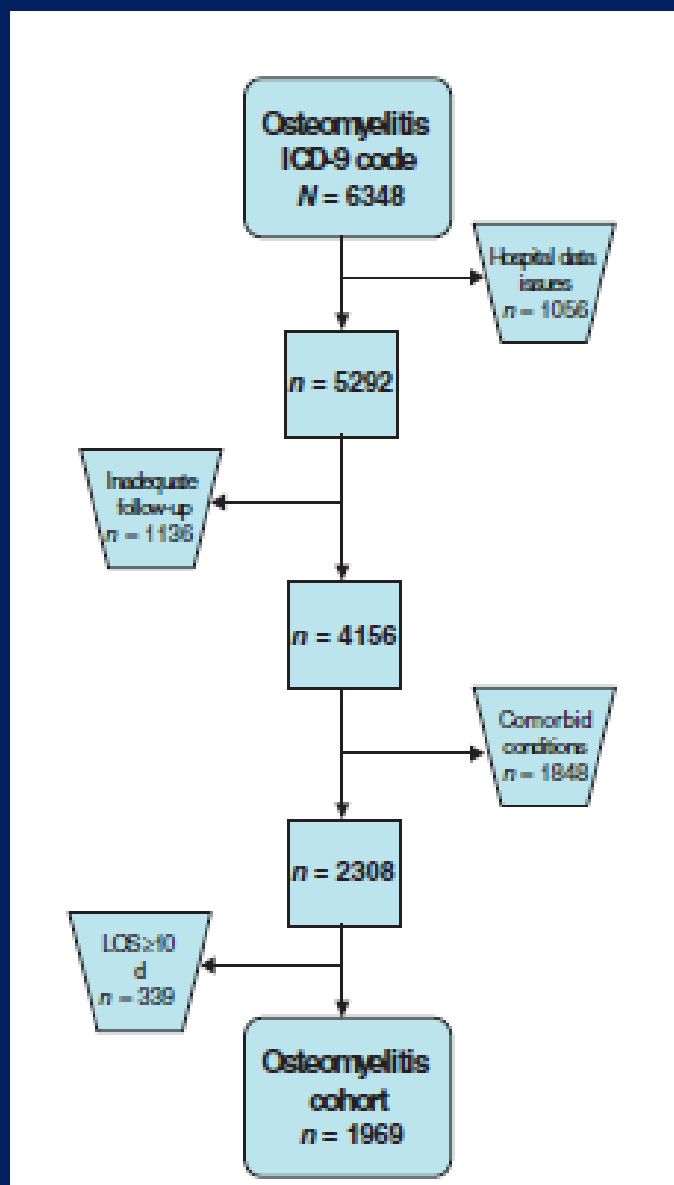 Osteomyelitis
ICD-9 code
N = 6348
Hospital data
issues
n = 1056
n = 5292
Inadequate
follow-up
n = 1136
n = 4156
Comorbid
conditions
n = 1848
n = 2308
LOS ≥10
d
n = 339
Osteomyelitis
cohort
n = 1969